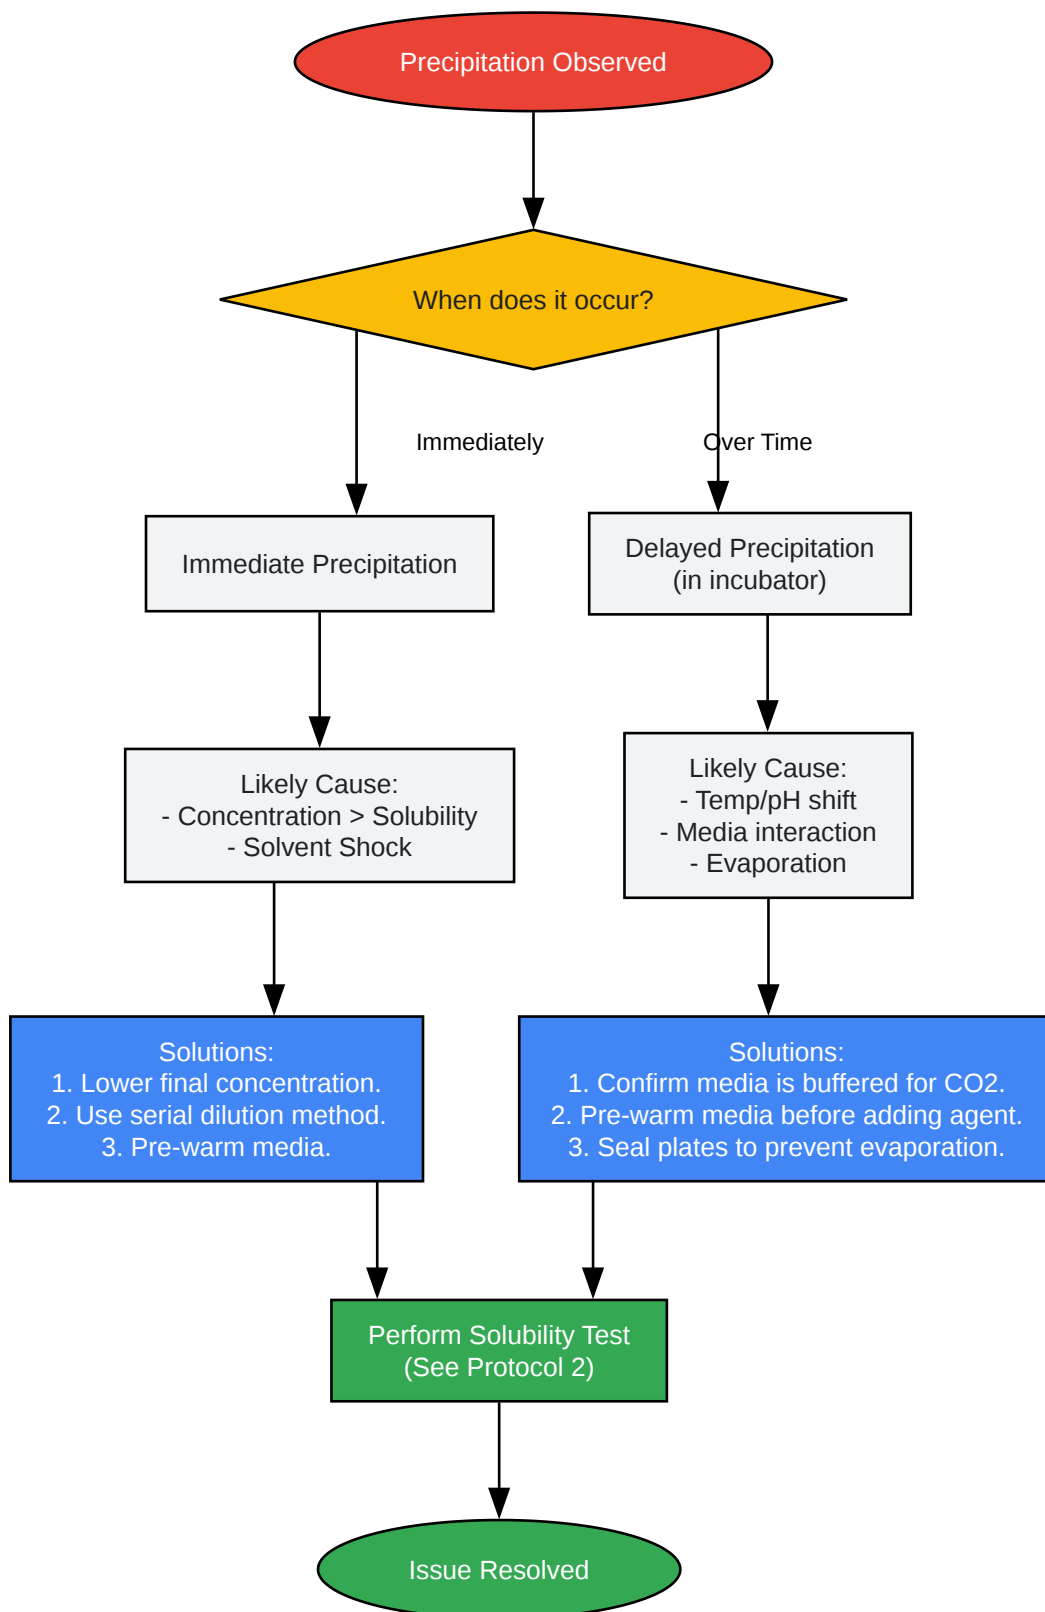 Precipitation Observed
When does it occur?
Immediately
Over Time
Immediate Precipitation
Delayed Precipitation
(in incubator)
Likely Cause:
- Concentration > Solubility
- Solvent Shock
Likely Cause:
- Temp/pH shift
- Media interaction
- Evaporation
Solutions:
1. Lower final concentration.
2. Use serial dilution method.
3. Pre-warm media.
Solutions:
1. Confirm media is buffered for CO2.
2. Pre-warm media before adding agent.
3. Seal plates to prevent evaporation.
Perform Solubility Test
(See Protocol 2)
Issue Resolved